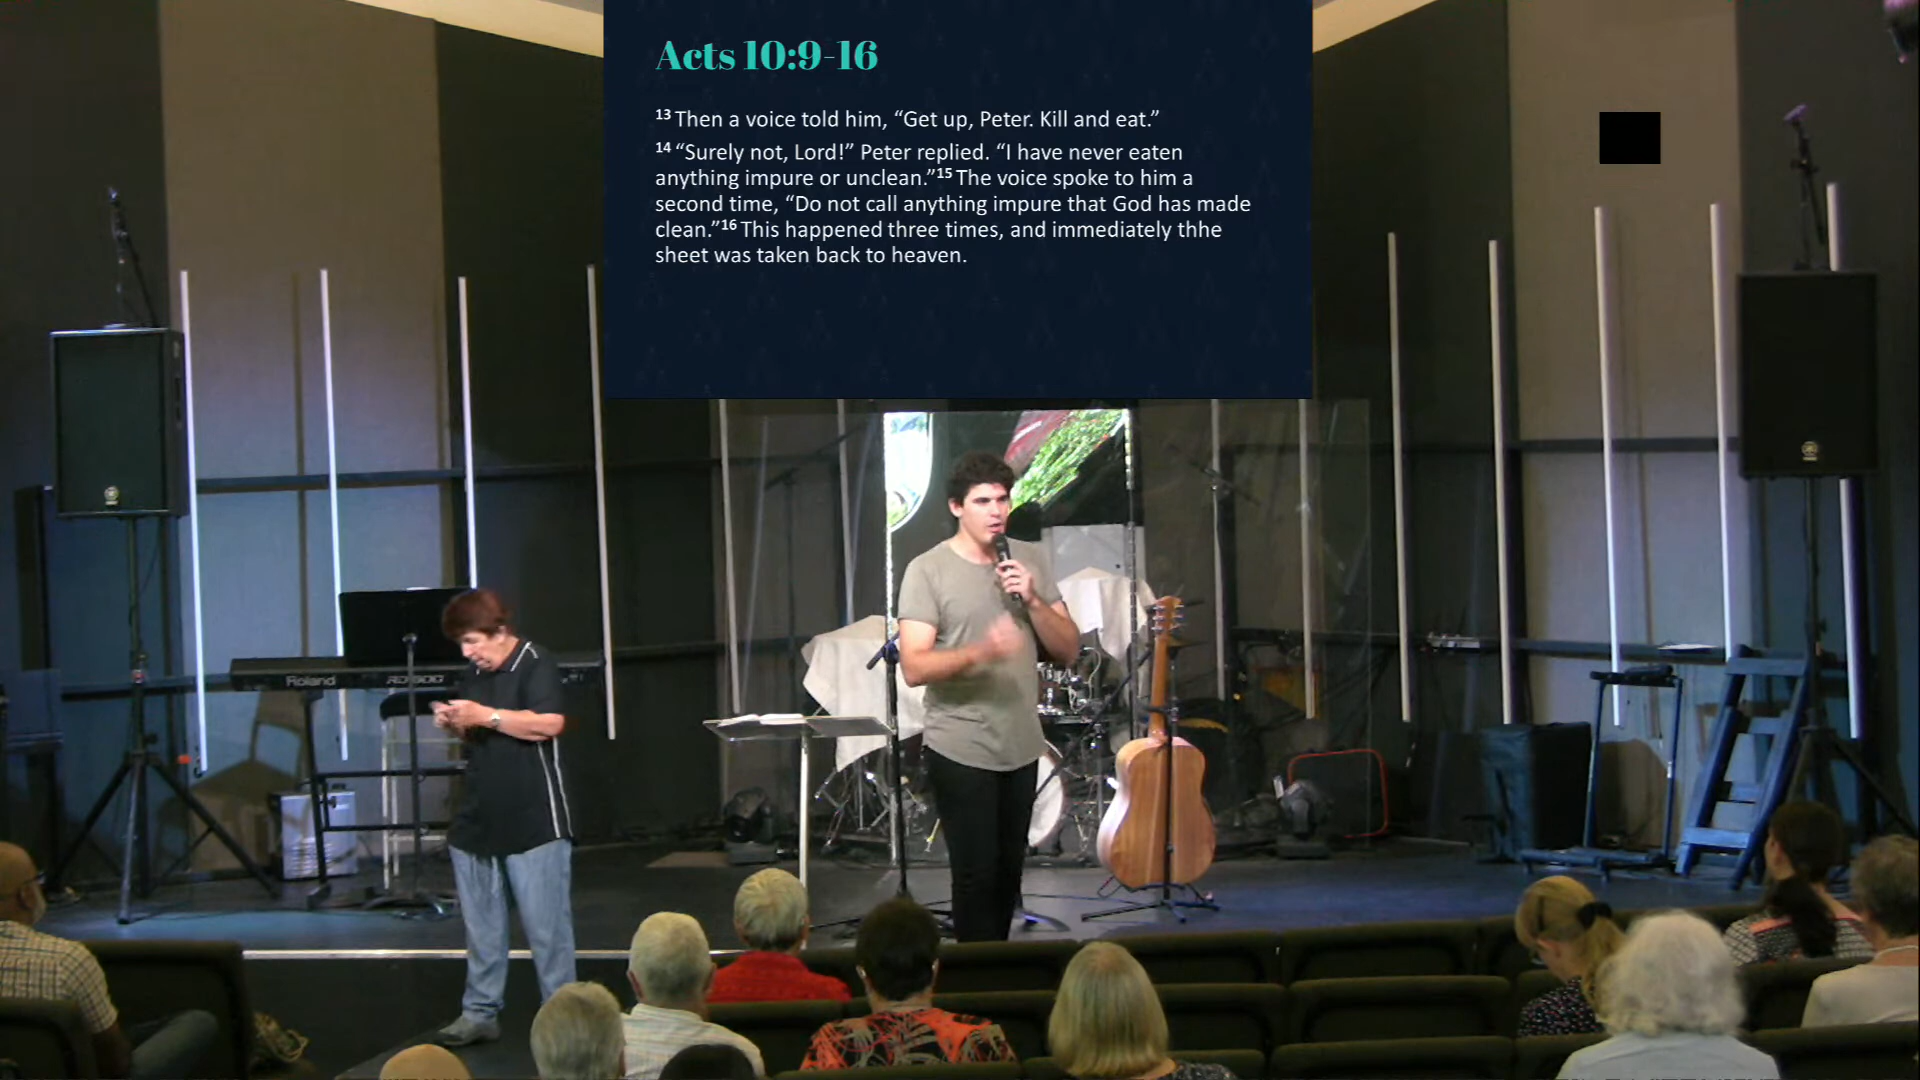 Acts 10:9-16
13 Then a voice told him, “Get up, Peter. Kill and eat.”
14 “Surely not, Lord!” Peter replied. “I have never eaten
anything impure or unclean.”15 The voice spoke to him a
second time, “Do not call anything impure that God has made
clean.”16 This happened three times, and immediately thhe
sheet was taken back to heaven.
Roland